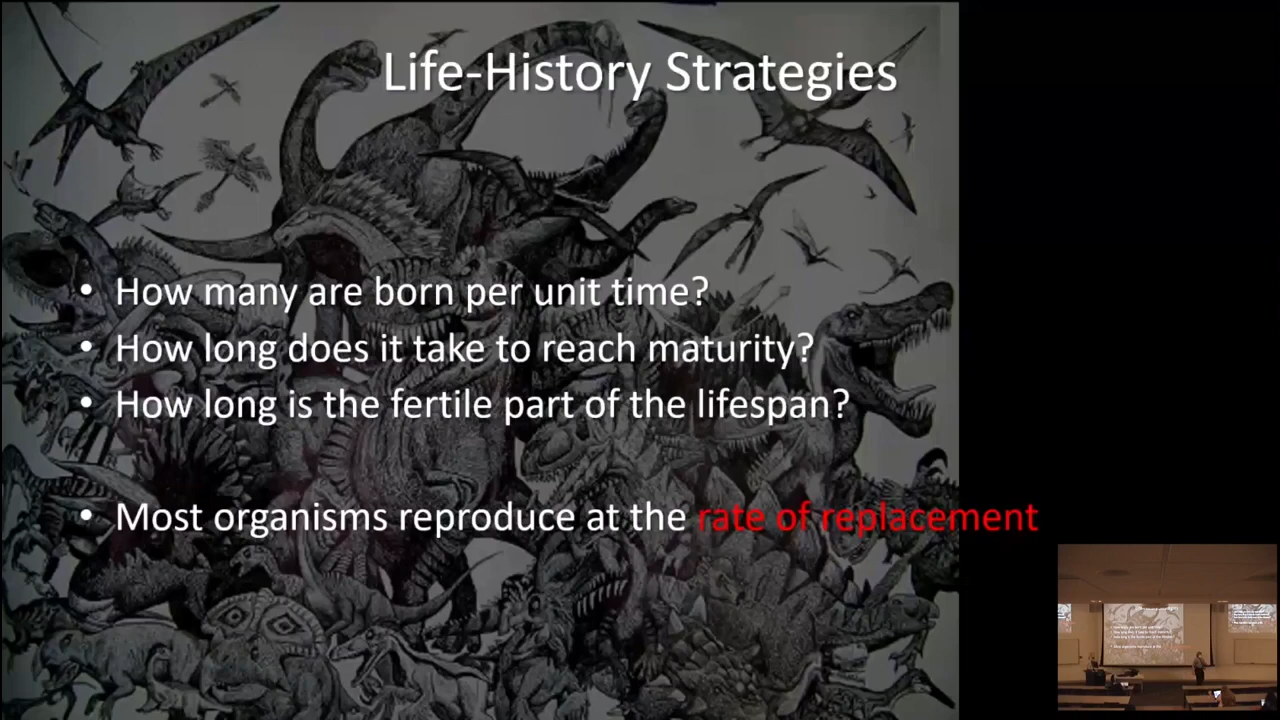 Life-History Strategies
• How many are born per unit time?
• How long does it take to reach maturity?
• How long is the fertile part of the lifespan?
• Most organisms reproduce at the rate of replacement